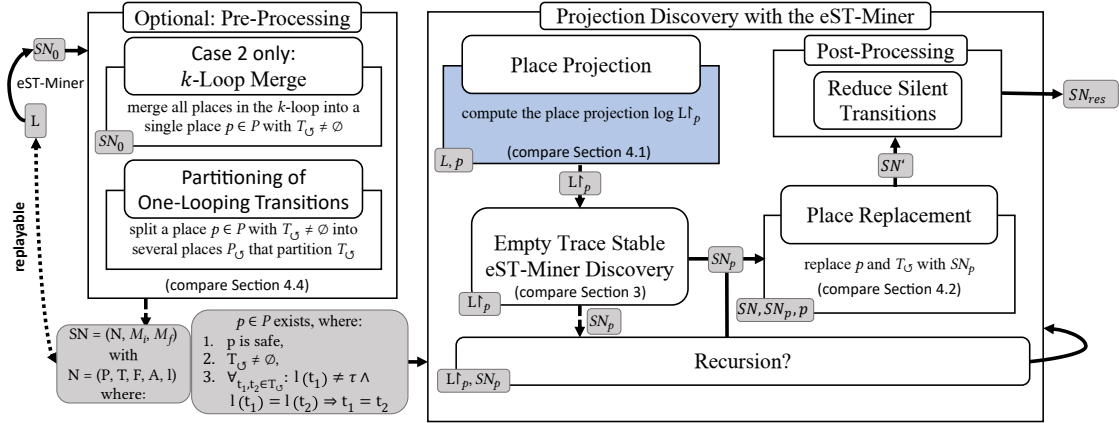 Optional: Pre-Processing
Case 2 only:
k-Loop Merge
merge all places in the k-loop into a
single place p ∈ P with T↺ ≠ ∅
SN0
Partitioning of
One-Looping Transitions
split a place p ∈ P with T↺ ≠ ∅ into
several places P↺ that partition T↺
(compare Section 4.4)
SN0
eST-Miner
L
replayable
SN = (N, Mi, Mf)
with
N = (P, T, F, A, l)
where:
p ∈ P exists, where:
1. p is safe,
2. T↺ ≠ ∅,
3. ∀t1,t2∈T↺: l(t1) ≠ τ ∧
l(t1) = l(t2) ⇒ t1 = t2
Projection Discovery with the eST-Miner
Place Projection
compute the place projection log L↾p
(compare Section 4.1)
L, p
L↾p
Empty Trace Stable
eST-Miner Discovery
(compare Section 3)
L↾p
SNp
SNp
Post-Processing
Reduce Silent
Transitions
SNres
SN‘
Place Replacement
replace p and T↺ with SNp
(compare Section 4.2)
SN, SNp, p
Recursion?
L↾p, SNp